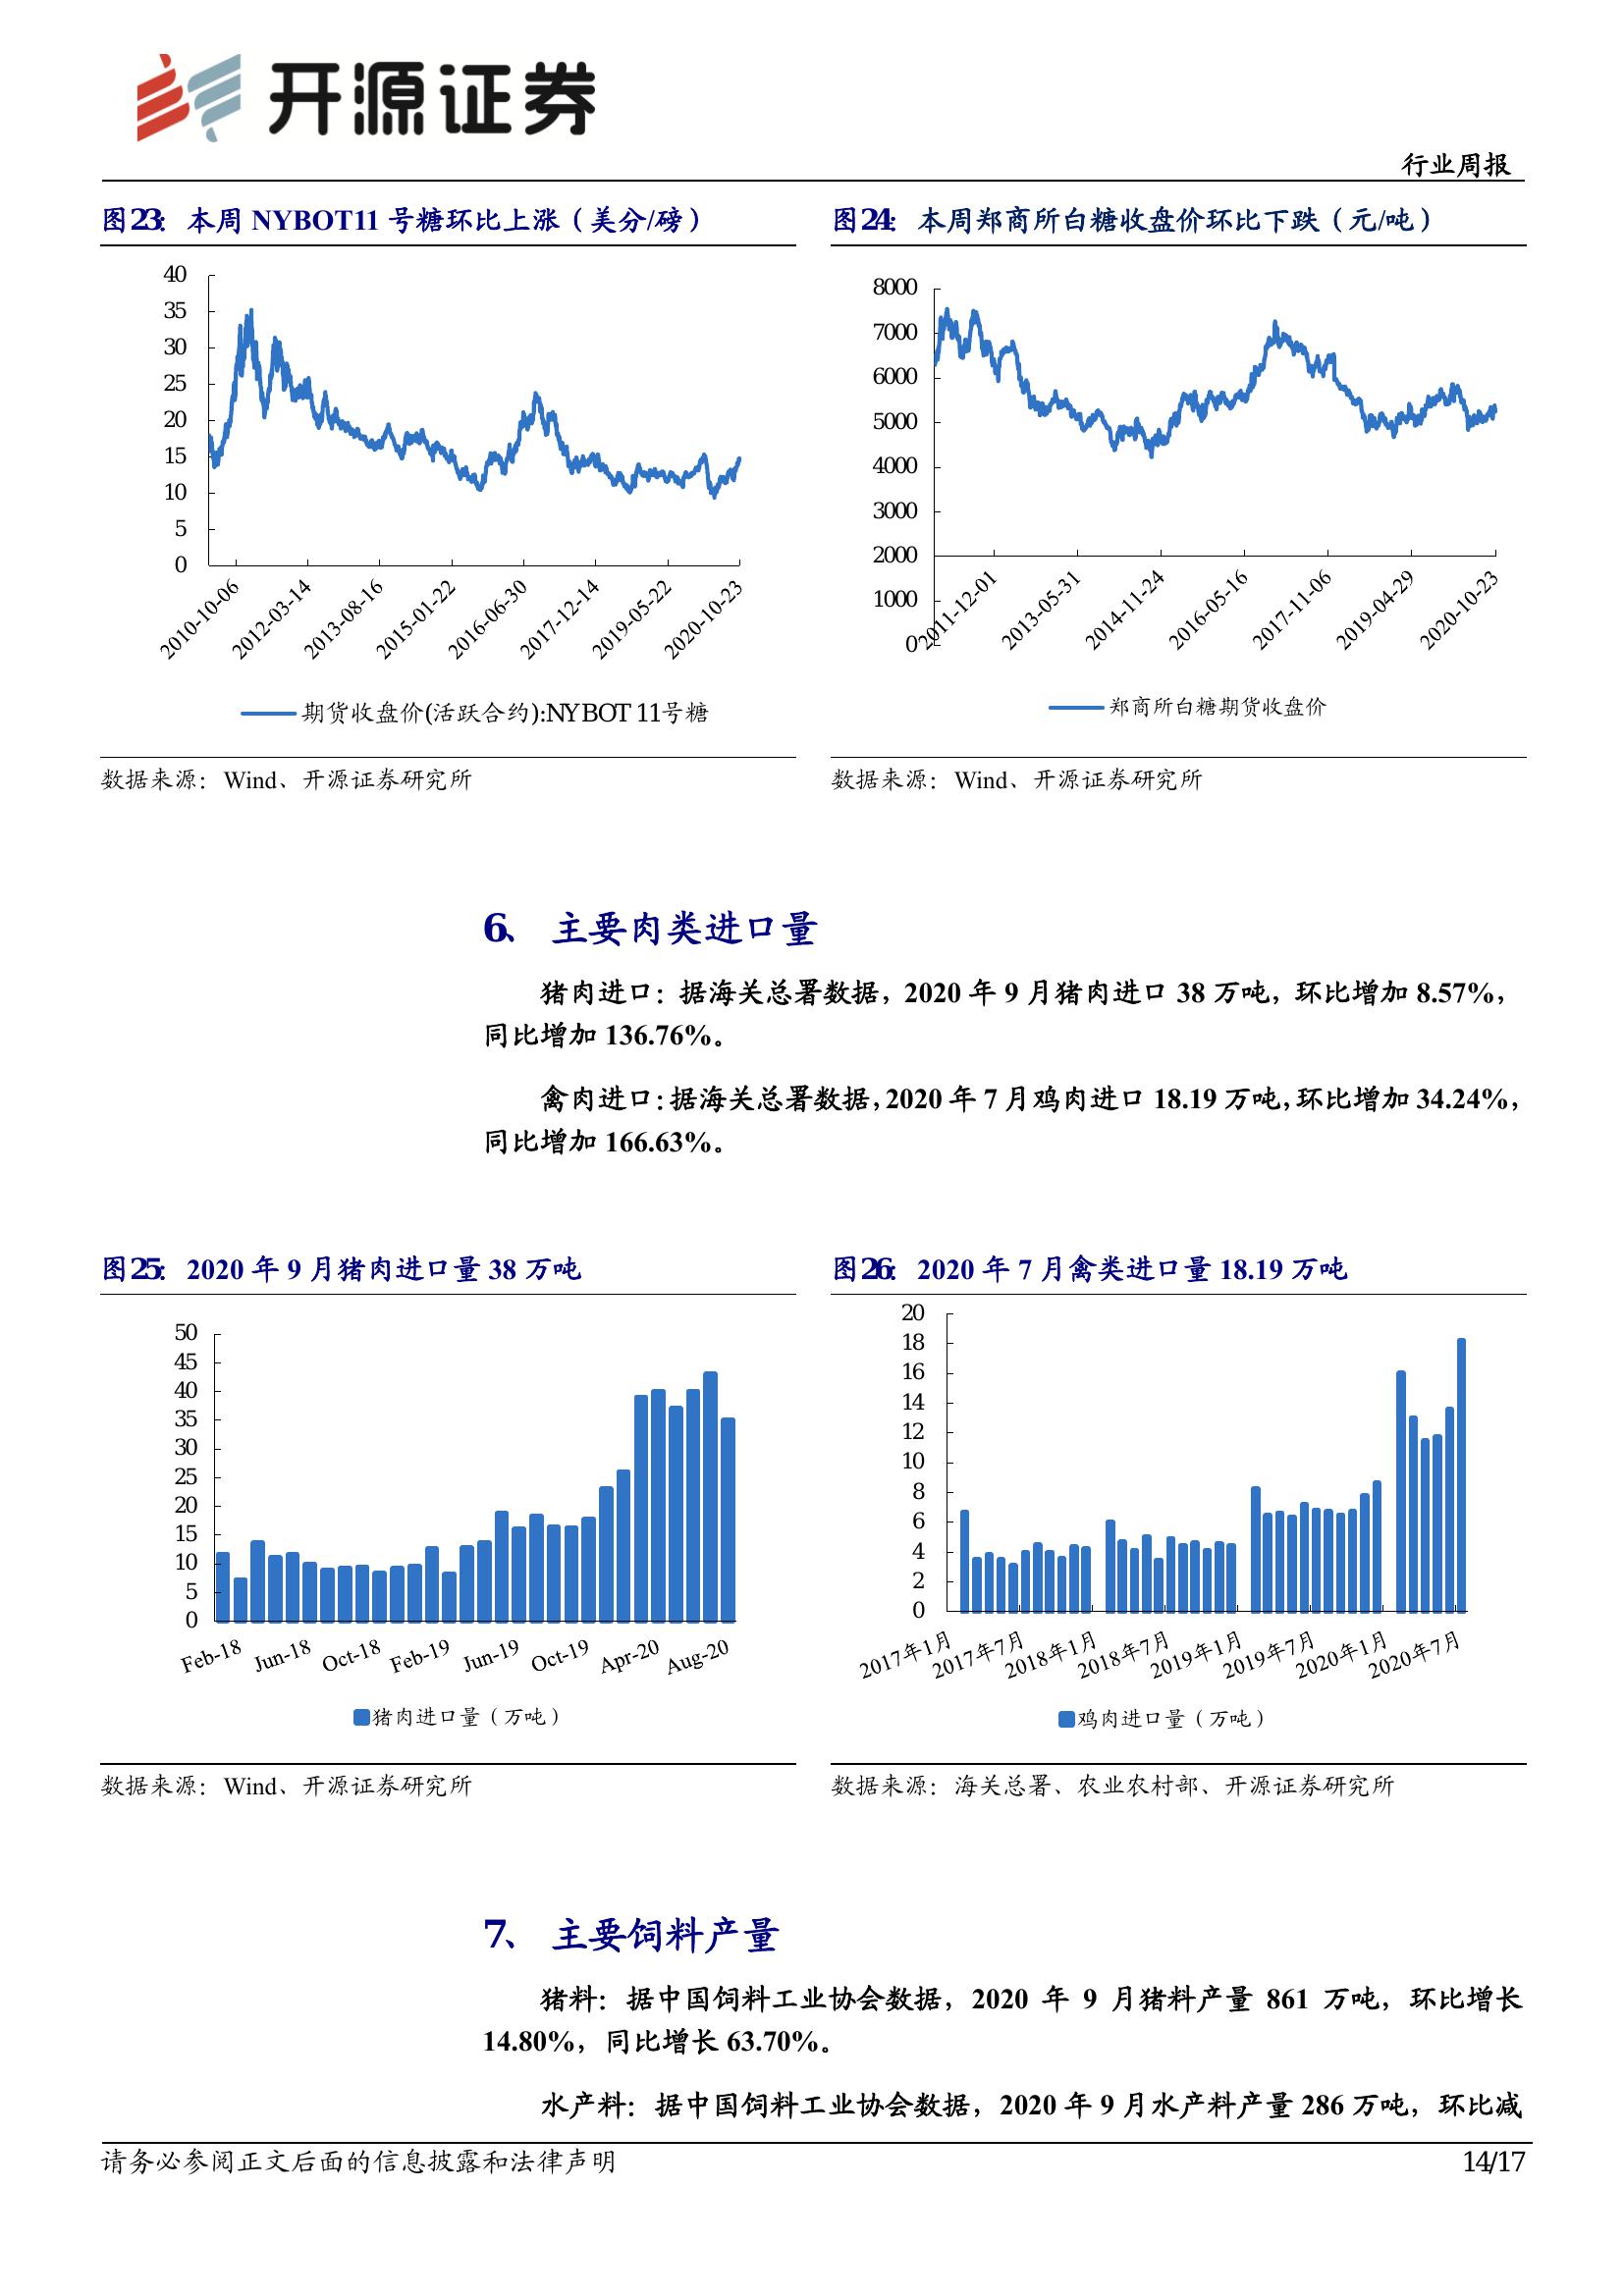 开源证券
行业周报
图23: 本周 NYBOT11 号糖环比上涨（美分/磅）
40
35
30
25
20
15
10
5
0
2010-10-06
2012-03-14
2013-08-16
2015-01-22
2016-06-30
2017-12-14
2019-05-22
2020-10-23
期货收盘价(活跃合约):NYBOT 11号糖
数据来源：Wind、开源证券研究所
图24: 本周郑商所白糖收盘价环比下跌（元/吨）
8000
7000
6000
5000
4000
3000
2000
1000
0
2011-12-01
2013-05-31
2014-11-24
2016-05-16
2017-11-06
2019-04-29
2020-10-23
郑商所白糖期货收盘价
数据来源：Wind、开源证券研究所
6、 主要肉类进口量
猪肉进口：据海关总署数据，2020 年 9 月猪肉进口 38 万吨，环比增加 8.57%，
同比增加 136.76%。
禽肉进口：据海关总署数据，2020 年 7 月鸡肉进口 18.19 万吨，环比增加 34.24%，
同比增加 166.63%。
图25: 2020 年 9 月猪肉进口量 38 万吨
50
45
40
35
30
25
20
15
10
5
0
Feb-18
Jun-18
Oct-18
Feb-19
Jun-19
Oct-19
Apr-20
Aug-20
猪肉进口量（万吨）
数据来源：Wind、开源证券研究所
图26: 2020 年 7 月禽类进口量 18.19 万吨
20
18
16
14
12
10
8
6
4
2
0
2017年1月
2017年7月
2018年1月
2018年7月
2019年1月
2019年7月
2020年1月
2020年7月
鸡肉进口量（万吨）
数据来源：海关总署、农业农村部、开源证券研究所
7、 主要饲料产量
猪料：据中国饲料工业协会数据，2020 年 9 月猪料产量 861 万吨，环比增长
14.80%，同比增长 63.70%。
水产料：据中国饲料工业协会数据，2020 年 9 月水产料产量 286 万吨，环比减
请务必参阅正文后面的信息披露和法律声明
14/17